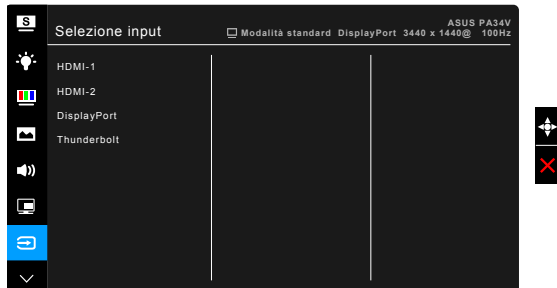 S
ASUS PA34V
Selezione input
Modalità standard DisplayPort 3440 x 1440@ 100Hz
HDMI-1
HDMI-2
DisplayPort
Thunderbolt